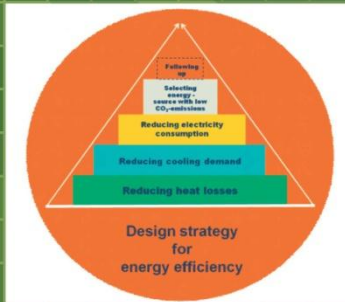 Following
up
Selecting
energy -
source with low
CO₂-emissions
Reducing electricity
consumption
Reducing cooling demand
Reducing heat losses
Design strategy
for
energy efficiency